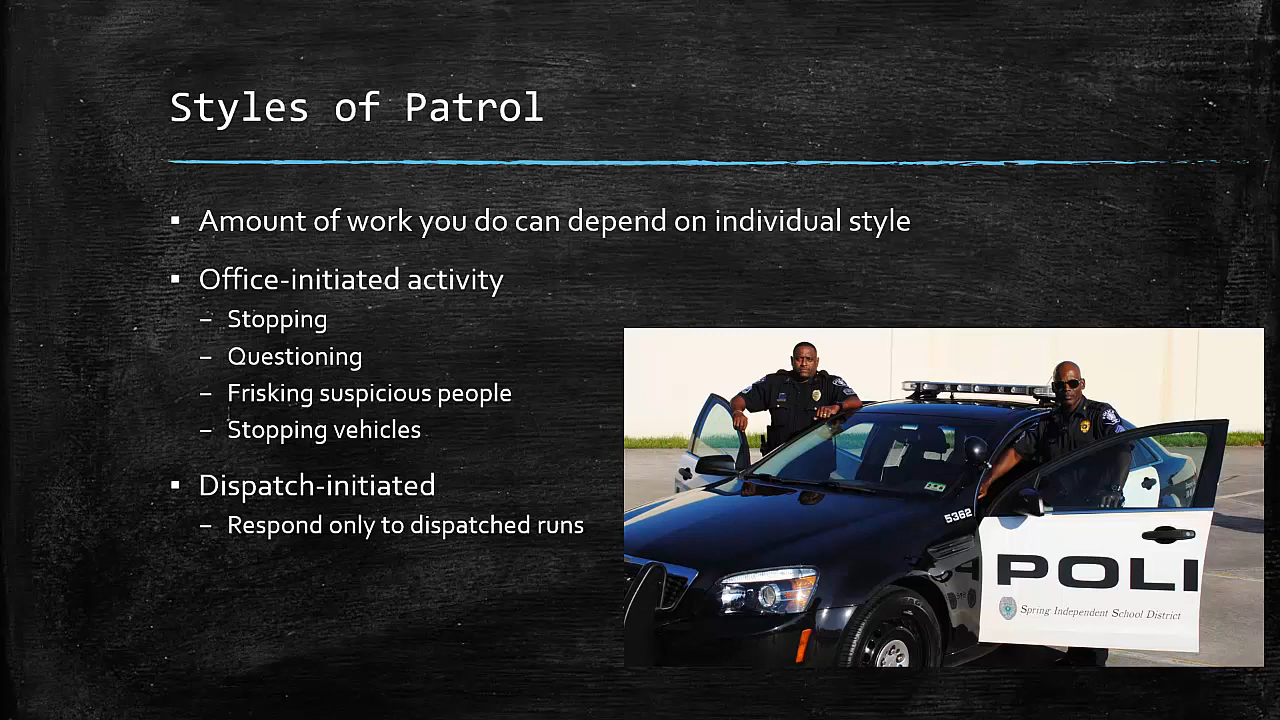 Styles of Patrol
▪ Amount of work you do can depend on individual style
▪ Office-initiated activity
– Stopping
– Questioning
– Frisking suspicious people
– Stopping vehicles
▪ Dispatch-initiated
– Respond only to dispatched runs
5362
POLI
Spring Independent School District